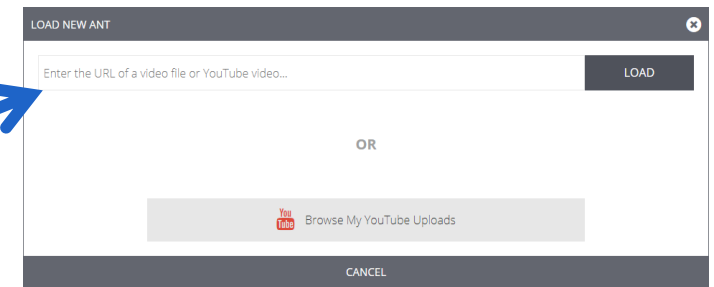 LOAD NEW ANT
Enter the URL of a video file or YouTube video...
LOAD
OR
You
Tube
Browse My YouTube Uploads
CANCEL